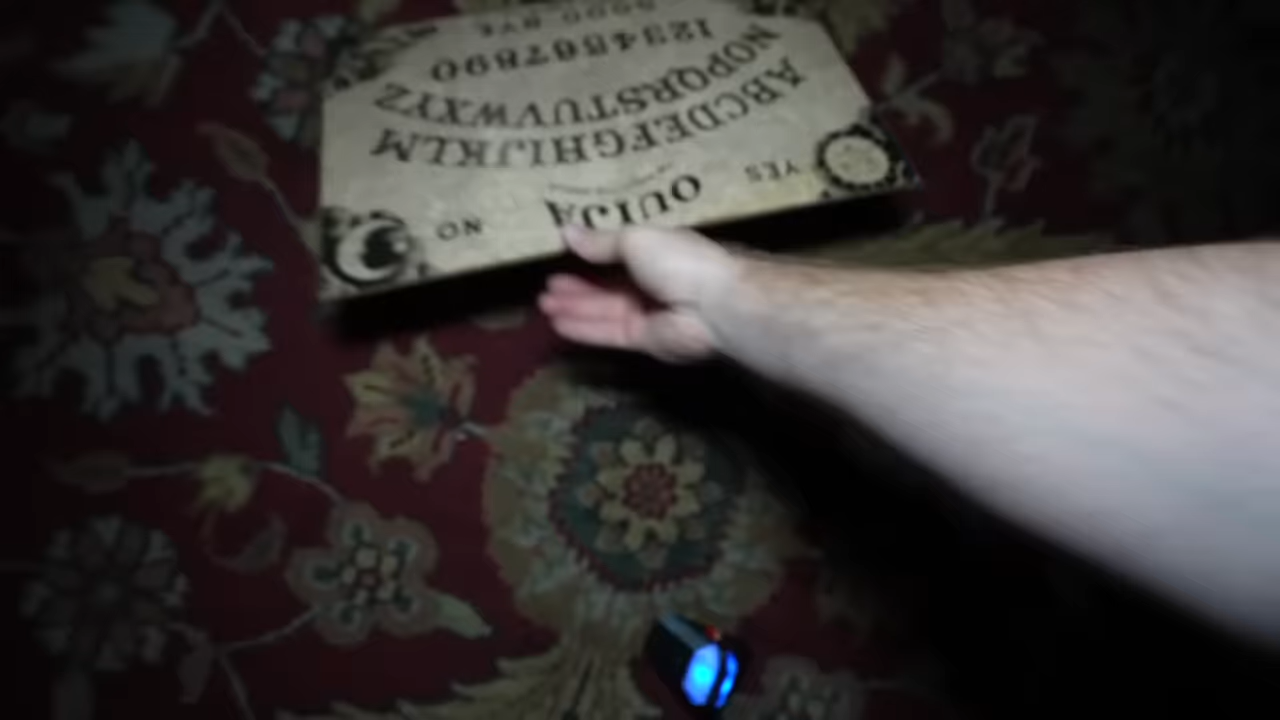 YES OUIJA NO
ABCDEFGHIJKLM
NOPQRSTUVWXYZ
1234567890
GOOD BYE